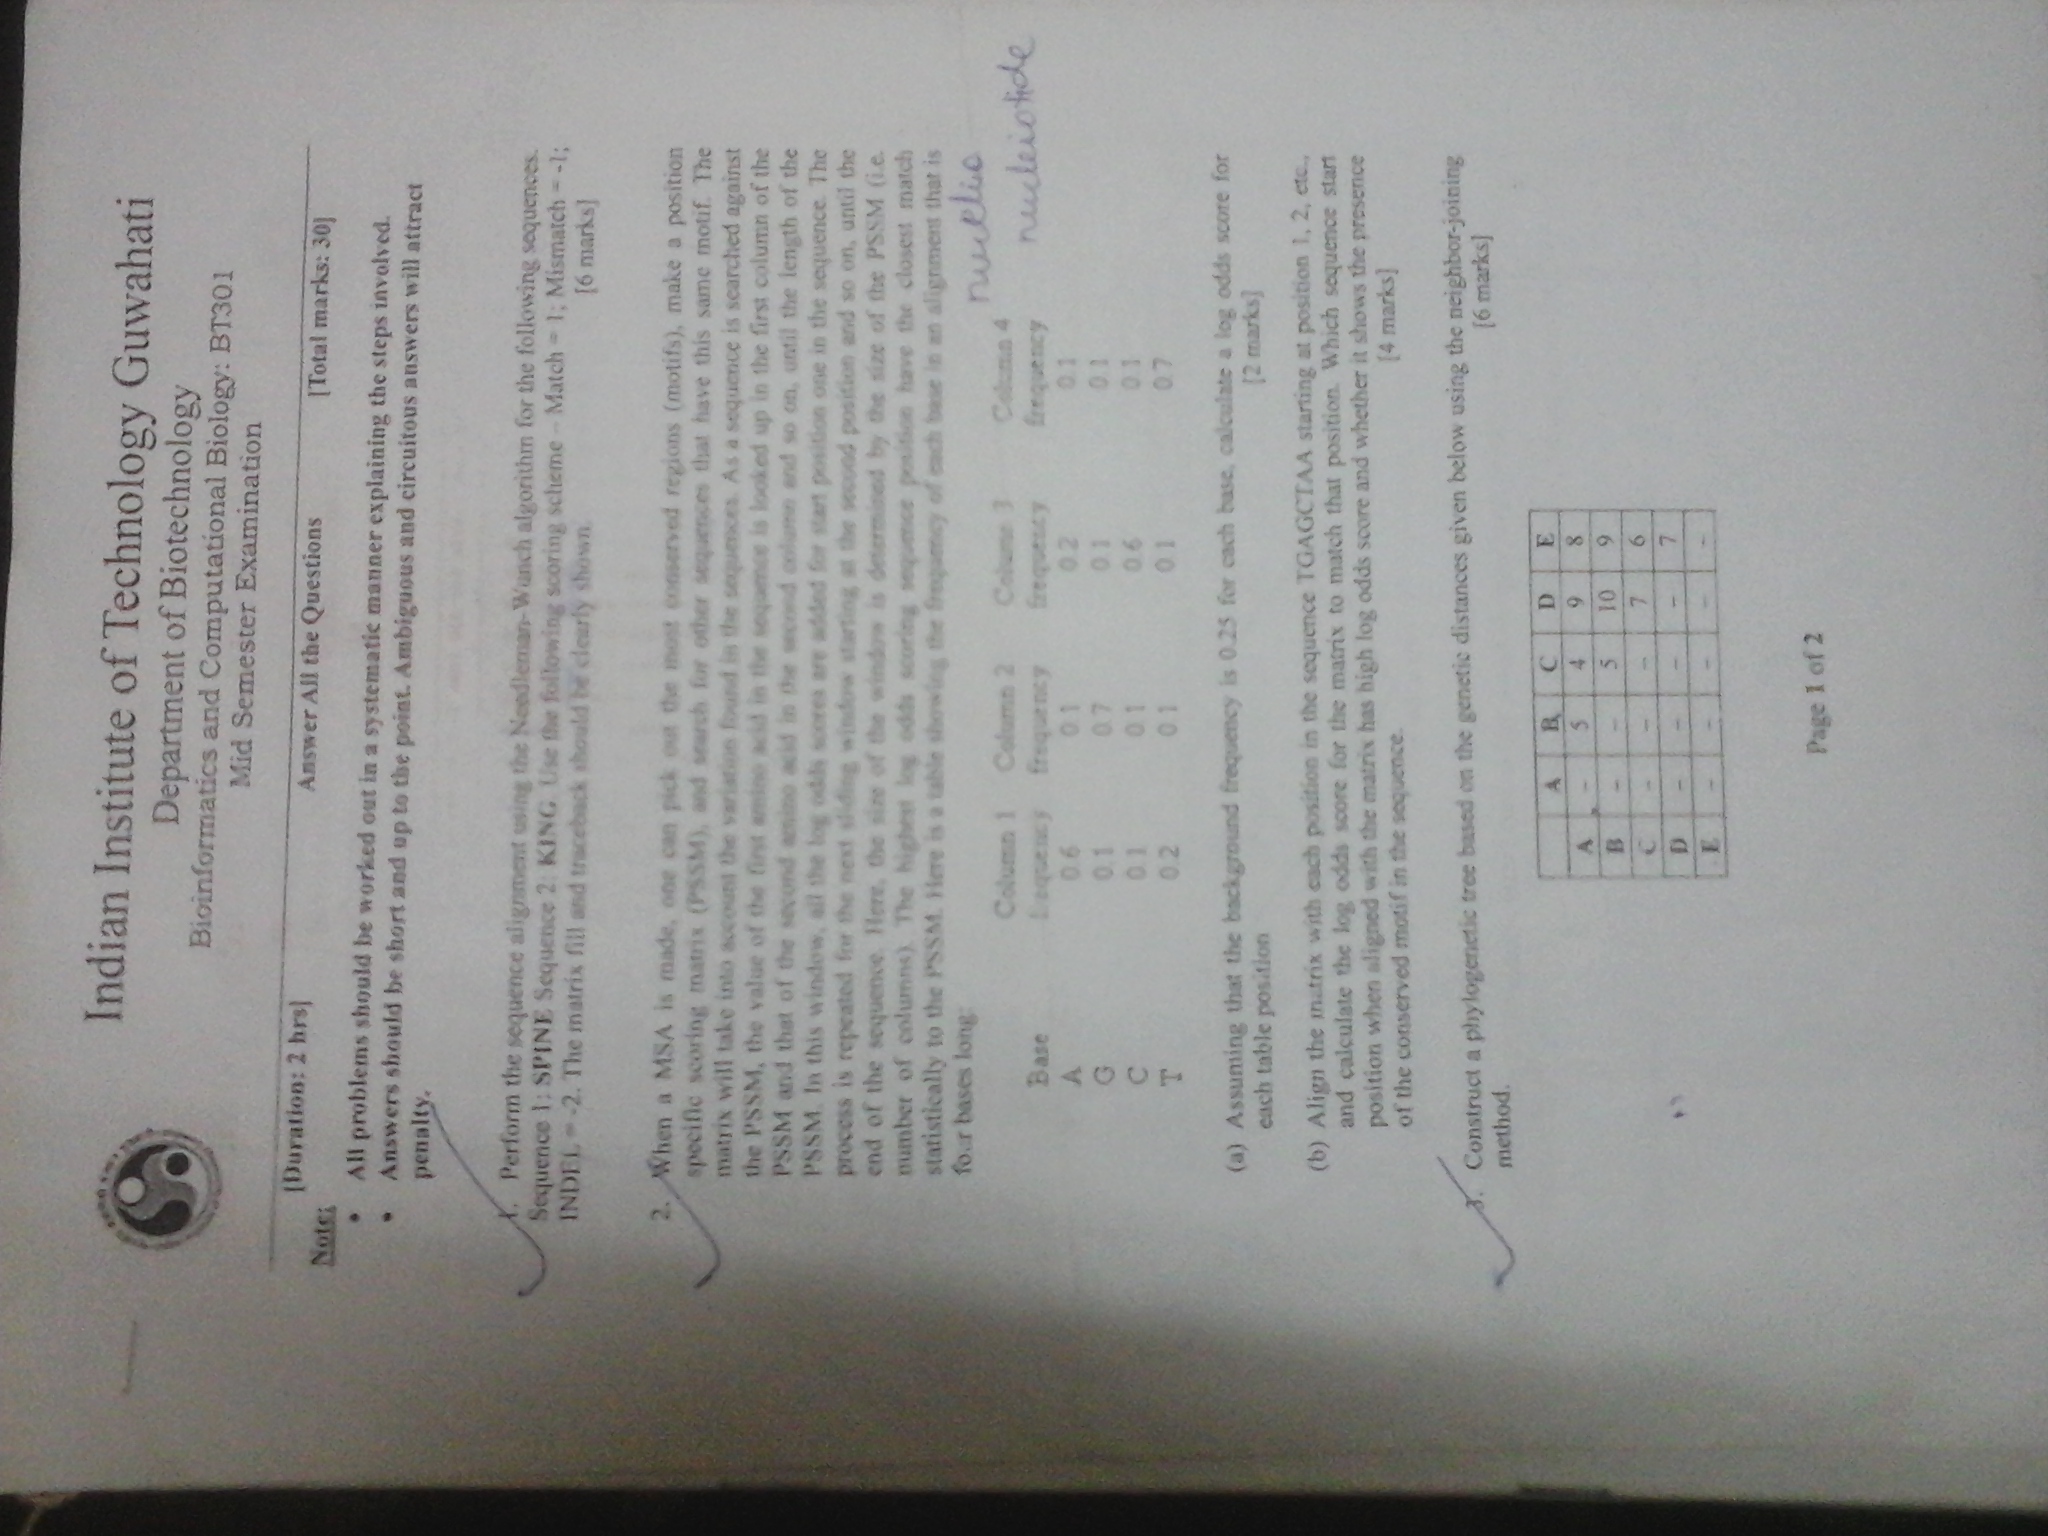 Indian Institute of Technology Guwahati
Department of Biotechnology
Bioinformatics and Computational Biology: BT301
Mid Semester Examination
[Duration: 2 hrs] Answer All the Questions [Total marks: 30]
Note:
• All problems should be worked out in a systematic manner explaining the steps involved.
• Answers should be short and up to the point. Ambiguous and circuitous answers will attract
penalty.
1. Perform the sequence alignment using the Needleman-Wunch algorithm for the following sequences.
Sequence 1: SPINE Sequence 2: KING. Use the following scoring scheme – Match = 1; Mismatch = -1;
INDEL = -2. The matrix fill and traceback should be clearly shown. [6 marks]
2. When a MSA is made, one can pick out the most conserved regions (motifs), make a position
specific scoring matrix (PSSM), and search for other sequences that have this same motif. The
matrix will take into account the variation found in the sequences. As a sequence is searched against
the PSSM, the value of the first amino acid in the sequence is looked up in the first column of the
PSSM and that of the second amino acid in the second column and so on, until the length of the
PSSM. In this window, all the log odds scores are added for start position one in the sequence. The
process is repeated for the next sliding window starting at the second position and so on, until the
end of the sequence. Here, the size of the window is determined by the size of the PSSM (i.e.
number of columns). The highest log odds scoring sequence position have the closest match
statistically to the PSSM. Here is a table showing the frequency of each base in an alignment that is
four bases long:
nucleotide
Column 1 Column 2 Column 3 Column 4
Base frequency frequency frequency frequency
A 0.6 0.1 0.2 0.1
G 0.1 0.7 0.1 0.1
C 0.1 0.1 0.6 0.1
T 0.2 0.1 0.1 0.7
(a) Assuming that the background frequency is 0.25 for each base, calculate a log odds score for
each table position [2 marks]
(b) Align the matrix with each position in the sequence TGAGCTAA starting at position 1, 2, etc.,
and calculate the log odds score for the matrix to match that position. Which sequence start
position when aligned with the matrix has high log odds score and whether it shows the presence
of the conserved motif in the sequence. [4 marks]
3. Construct a phylogenetic tree based on the genetic distances given below using the neighbor-joining
method. [6 marks]
A B C D E
A – 5 4 9 8
B – – 5 10 9
C – – – 7 6
D – – – – 7
E – – – – –
Page 1 of 2